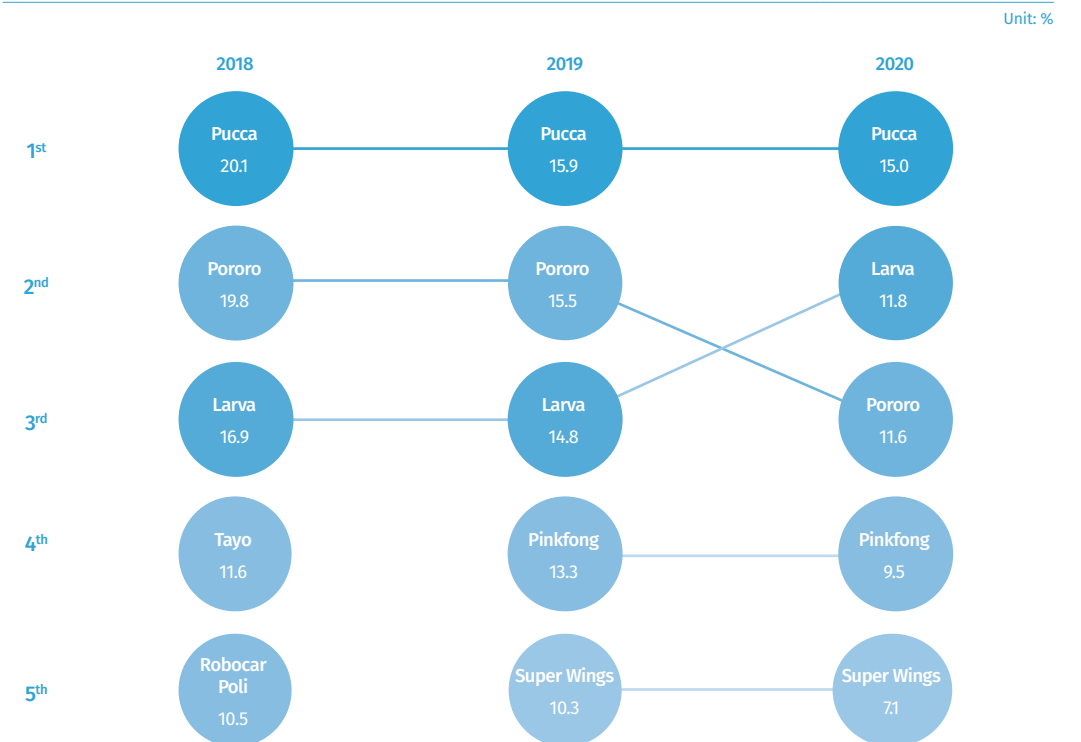 Unit: %
2018 2019 2020
1st
Pucca Pucca Pucca
20.1 15.9 15.0
2nd
Pororo Pororo Larva
19.8 15.5 11.8
3rd
Larva Larva Pororo
16.9 14.8 11.6
4th
Tayo Pinkfong Pinkfong
11.6 13.3 9.5
5th
Robocar
Poli
Super Wings Super Wings
10.5 10.3 7.1